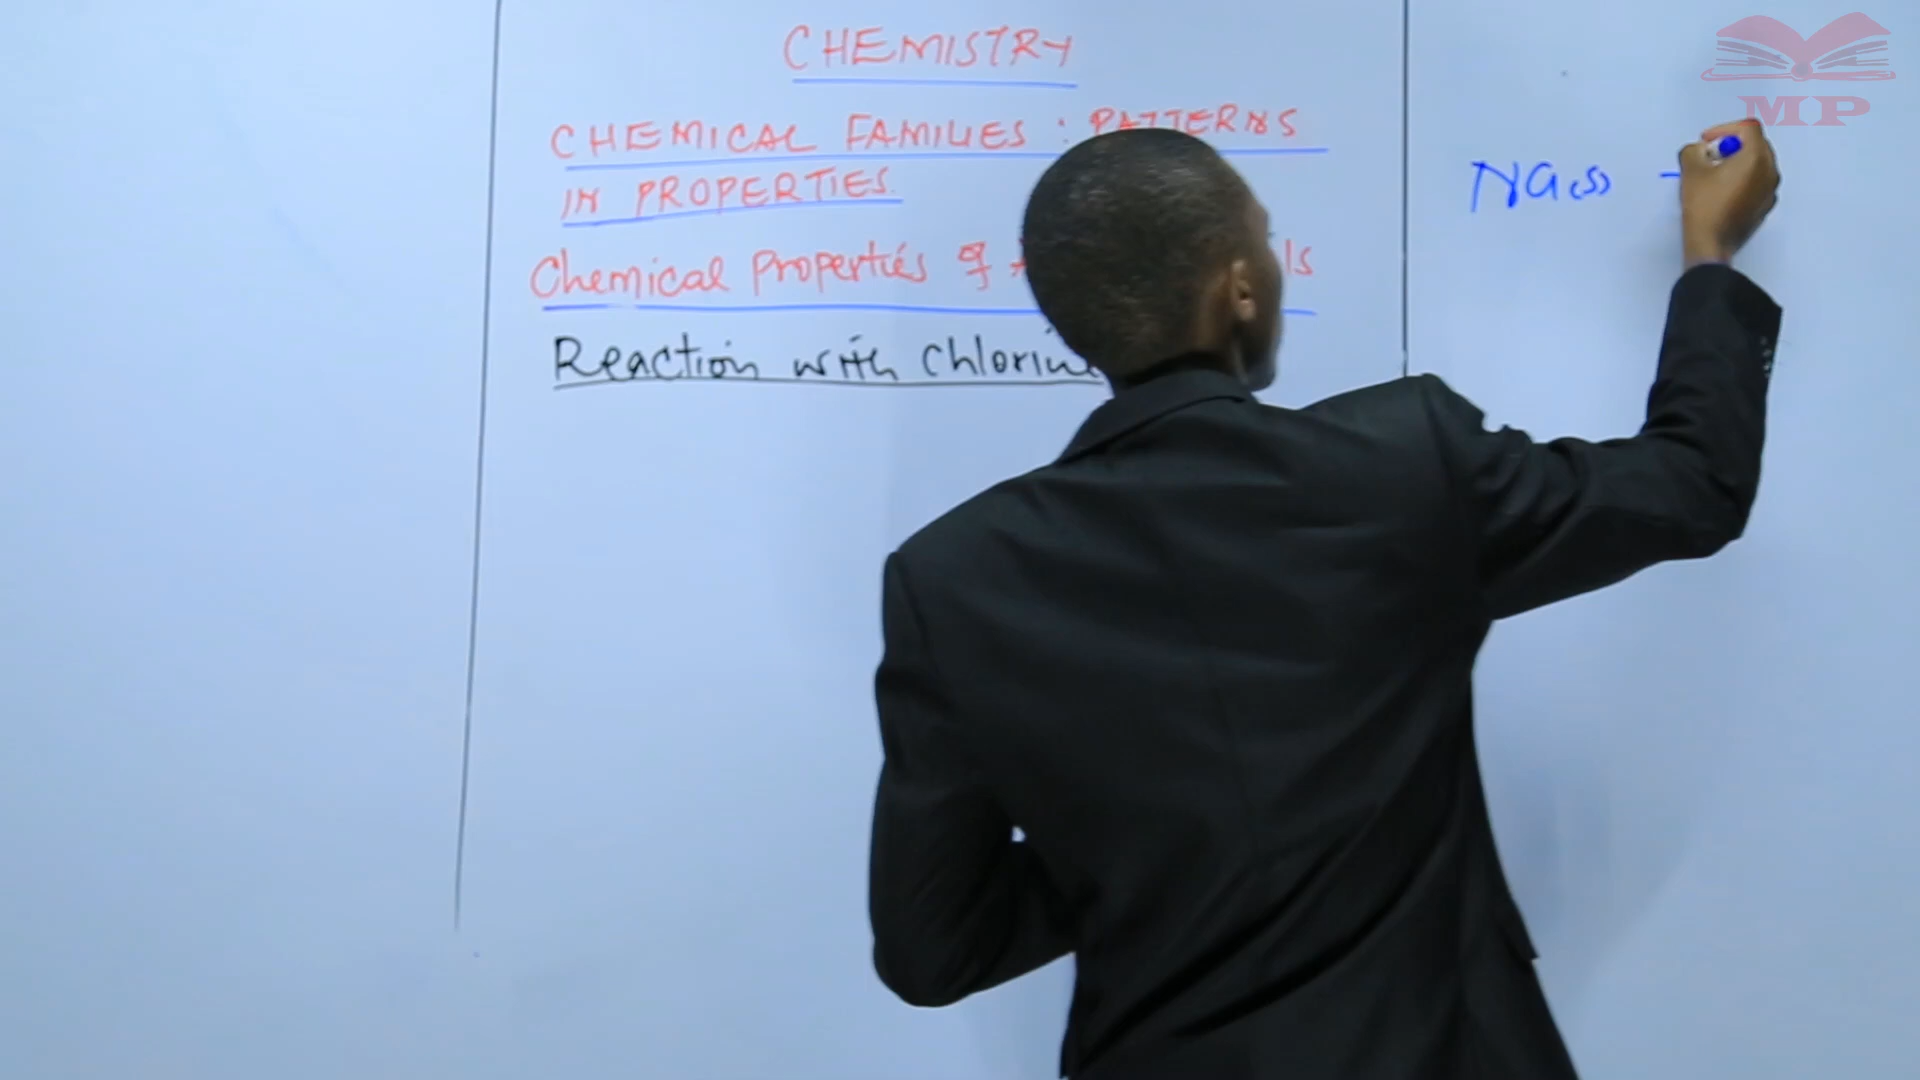 CHEMISTRY
CHEMICAL FAMILIES : PATTERNS
IN PROPERTIES.
Chemical Properties of
Reaction with chlorine
Na(s)
MP